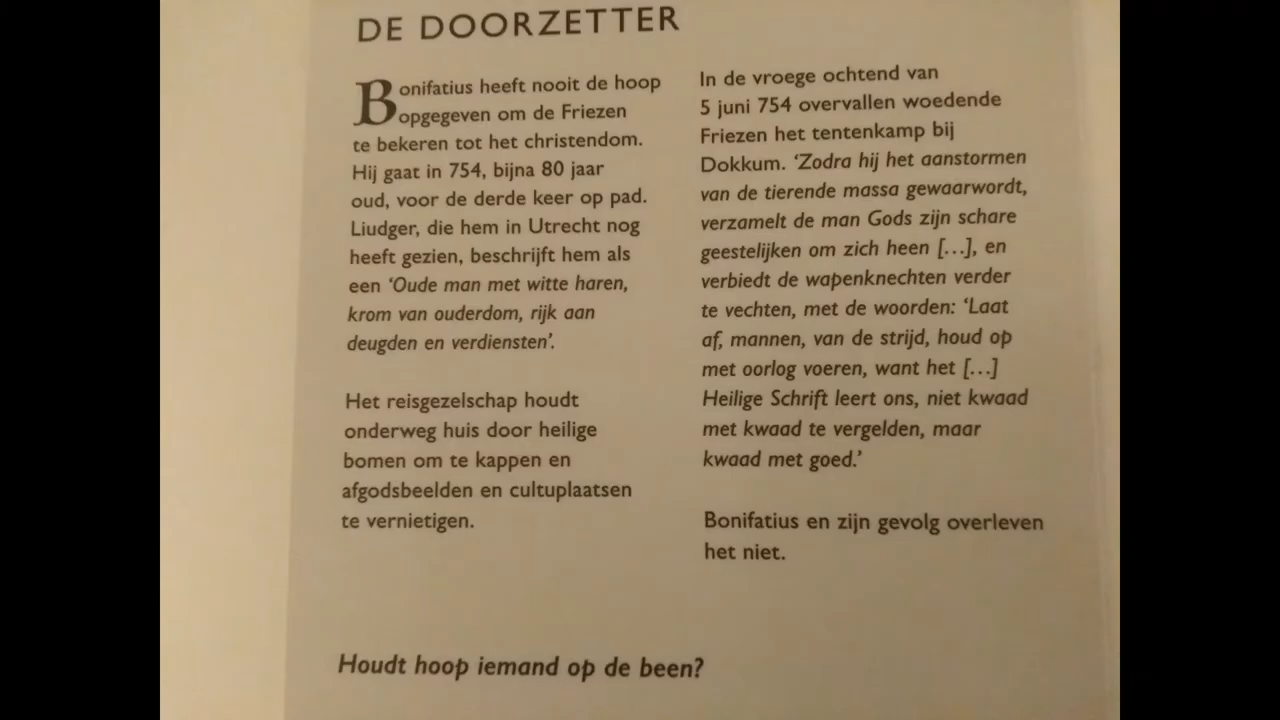 DE DOORZETTER
Bonifatius heeft nooit de hoop
opgegeven om de Friezen
te bekeren tot het christendom.
Hij gaat in 754, bijna 80 jaar
oud, voor de derde keer op pad.
Liudger, die hem in Utrecht nog
heeft gezien, beschrijft hem als
een ‘Oude man met witte haren,
krom van ouderdom, rijk aan
deugden en verdiensten’.
Het reisgezelschap houdt
onderweg huis door heilige
bomen om te kappen en
afgodsbeelden en cultuplaatsen
te vernietigen.
In de vroege ochtend van
5 juni 754 overvallen woedende
Friezen het tentenkamp bij
Dokkum. ‘Zodra hij het aanstormen
van de tierende massa gewaarwordt,
verzamelt de man Gods zijn schare
geestelijken om zich heen [...], en
verbiedt de wapenknechten verder
te vechten, met de woorden: ‘Laat
af, mannen, van de strijd, houd op
met oorlog voeren, want het [...]
Heilige Schrift leert ons, niet kwaad
met kwaad te vergelden, maar
kwaad met goed.’
Bonifatius en zijn gevolg overleven
het niet.
Houdt hoop iemand op de been?